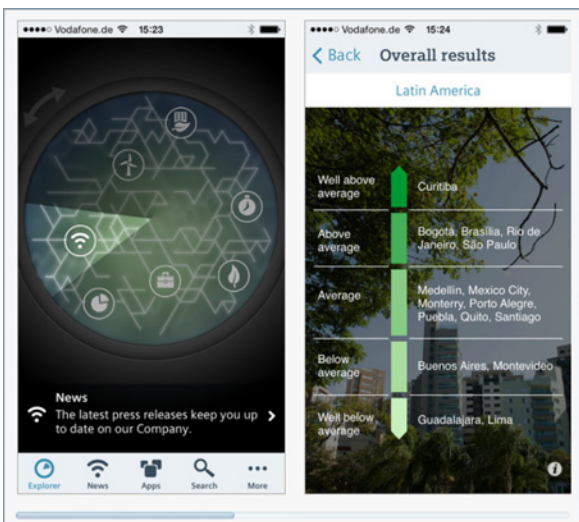 Vodafone.de 15:23
News
The latest press releases keep you up
to date on our Company.
Explorer News Apps Search More
Vodafone.de 15:24
Back Overall results
Latin America
Well above
average
Curitiba
Above
average
Bogotá, Brasília, Rio de
Janeiro, São Paulo
Average
Medellín, Mexico City,
Monterry, Porto Alegre,
Puebla, Quito, Santiago
Below
average
Buenos Aires, Montevideo
Well below
average
Guadalajara, Lima